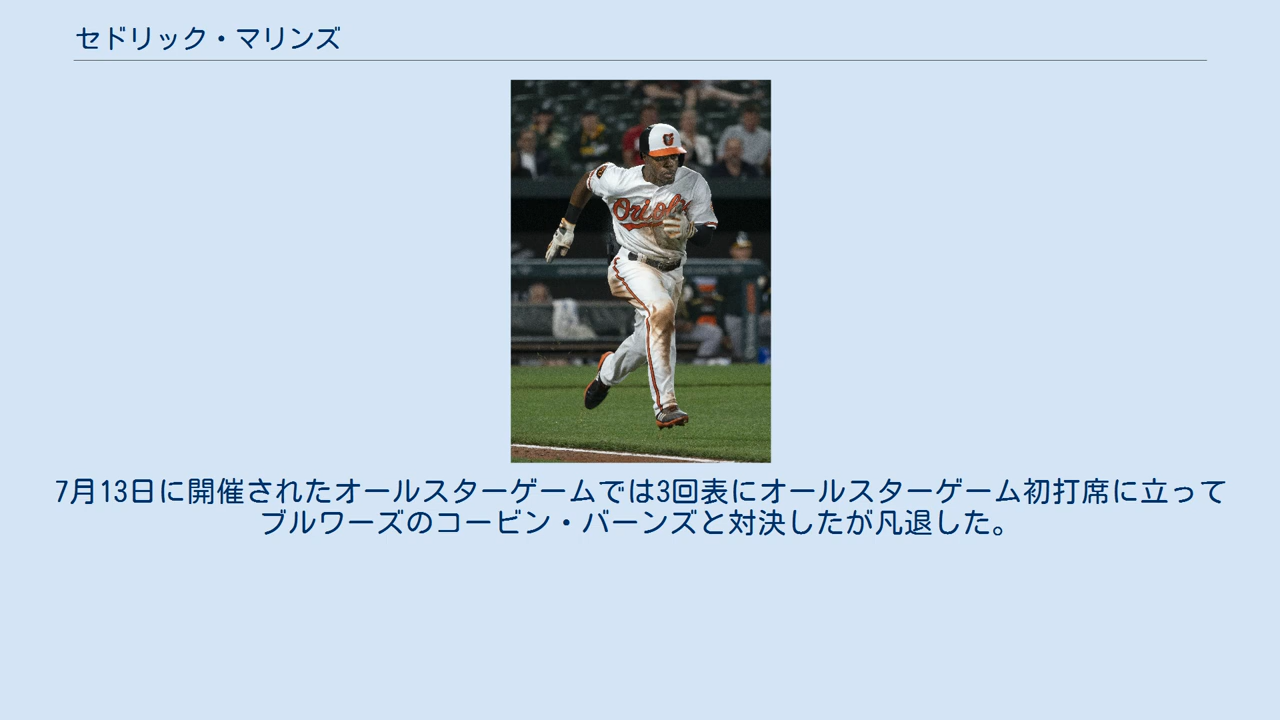 セドリック・マリンズ
Orioles
7月13日に開催されたオールスターゲームでは3回表にオールスターゲーム初打席に立って
ブルワーズのコービン・バーンズと対決したが凡退した。